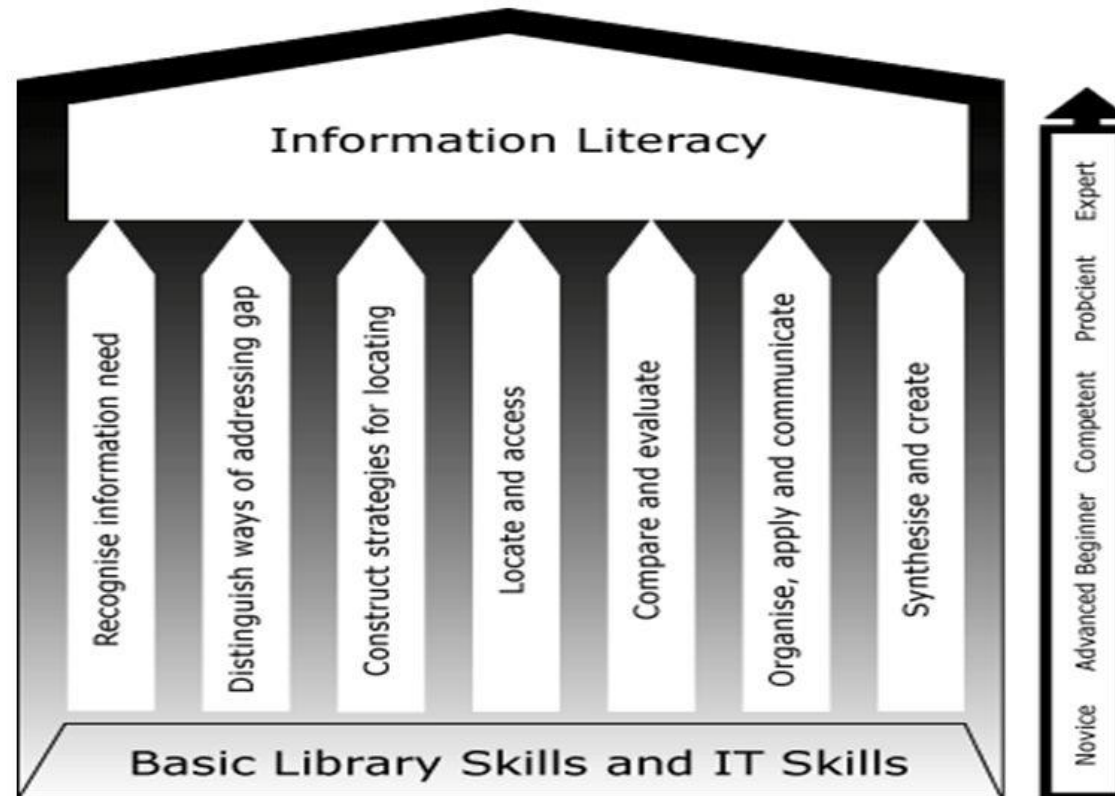 Information Literacy
Recognise information need
Distinguish ways of addressing gap
Construct strategies for locating
Locate and access
Compare and evaluate
Organise, apply and communicate
Synthesise and create
Basic Library Skills and IT Skills
Novice Advanced Beginner Competent ProÞcient Expert